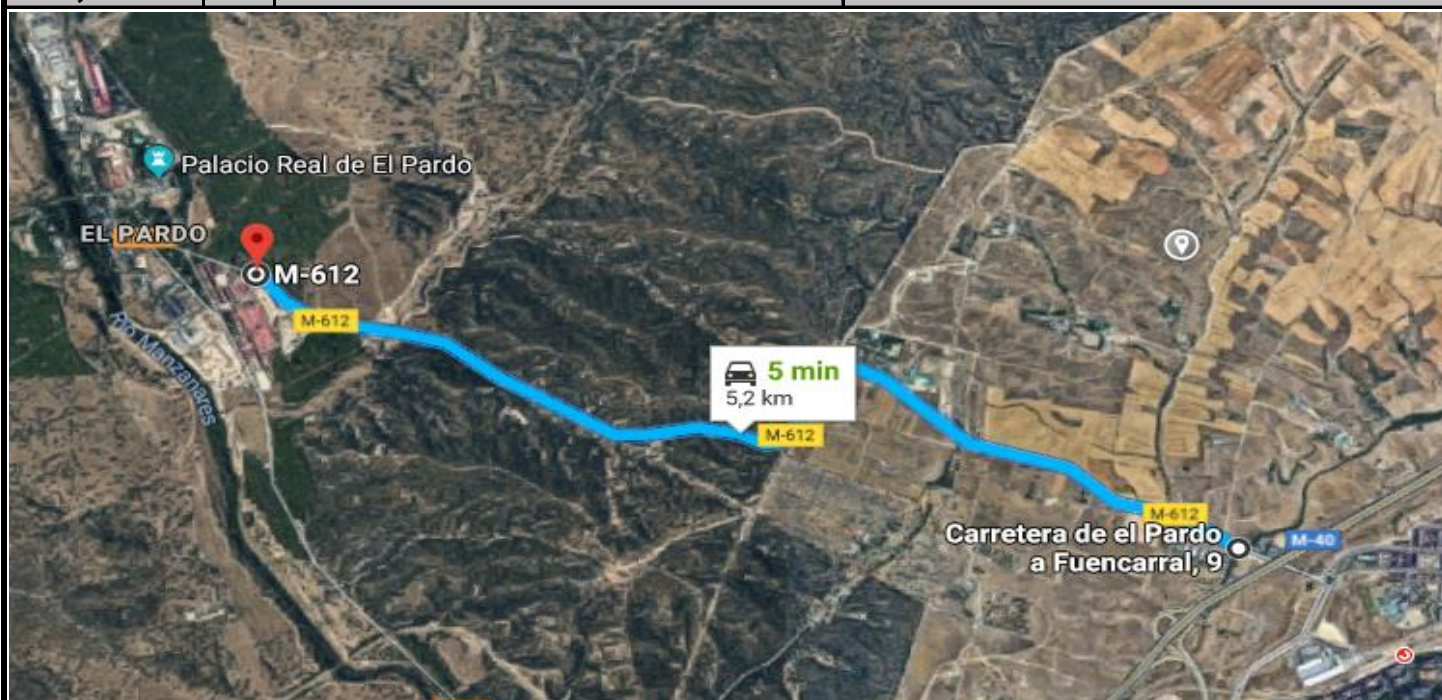 Palacio Real de El Pardo
EL PARDO
M-612
M-612
Río Manzanares
5 min
5,2 km
M-612
M-612
Carretera de el Pardo
a Fuencarral, 9
M-40